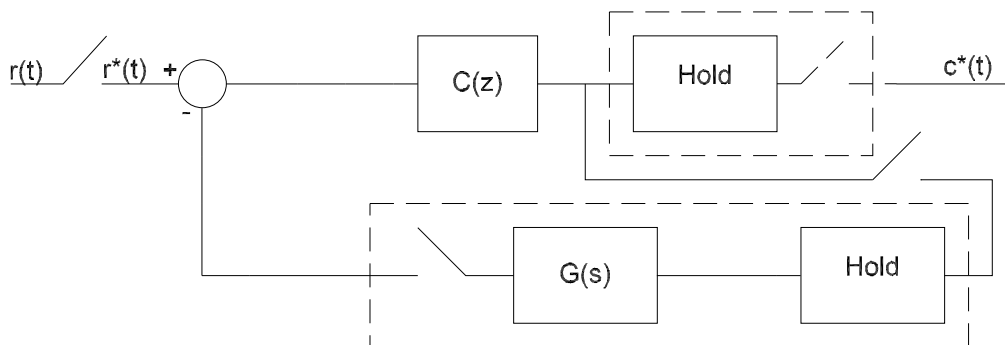 r(t)
r*(t)
+
-
C(z)
Hold
c*(t)
G(s)
Hold